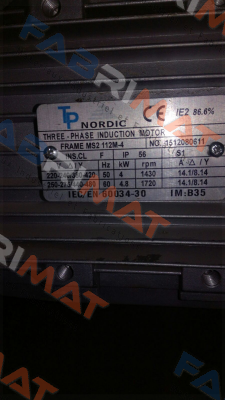 FABRIMAT
TP
NORDIC
CE
IE2 86.6%
THREE-PHASE INDUCTION MOTOR
FRAME MS2 112M-4
NO. 1512080611
INS.CL F IP 56 S1
V Hz kW rpm A Δ/Y
50 4 1430 14.1/8.14
60 4.8 1720 14.1/8.14
IEC/EN 60034-30
IM:B35